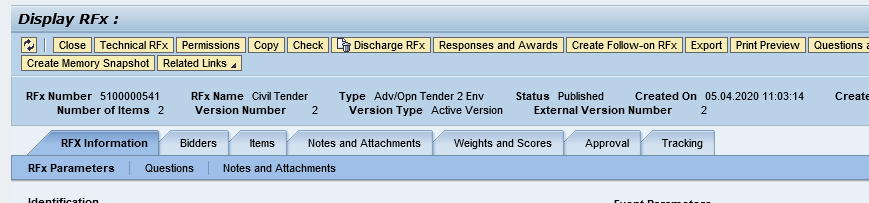 Display RFx :
Close Technical RFx Permissions Copy Check Discharge RFx Responses and Awards Create Follow-on RFx Export Print Preview Questions a
Create Memory Snapshot Related Links
RFx Number 5100000541 RFx Name Civil Tender Type Adv/Opn Tender 2 Env Status Published Created On 05.04.2020 11:03:14 Create
Number of Items 2 Version Number 2 Version Type Active Version External Version Number 2
RFX Information Bidders Items Notes and Attachments Weights and Scores Approval Tracking
RFx Parameters Questions Notes and Attachments
Identification Event Parameters